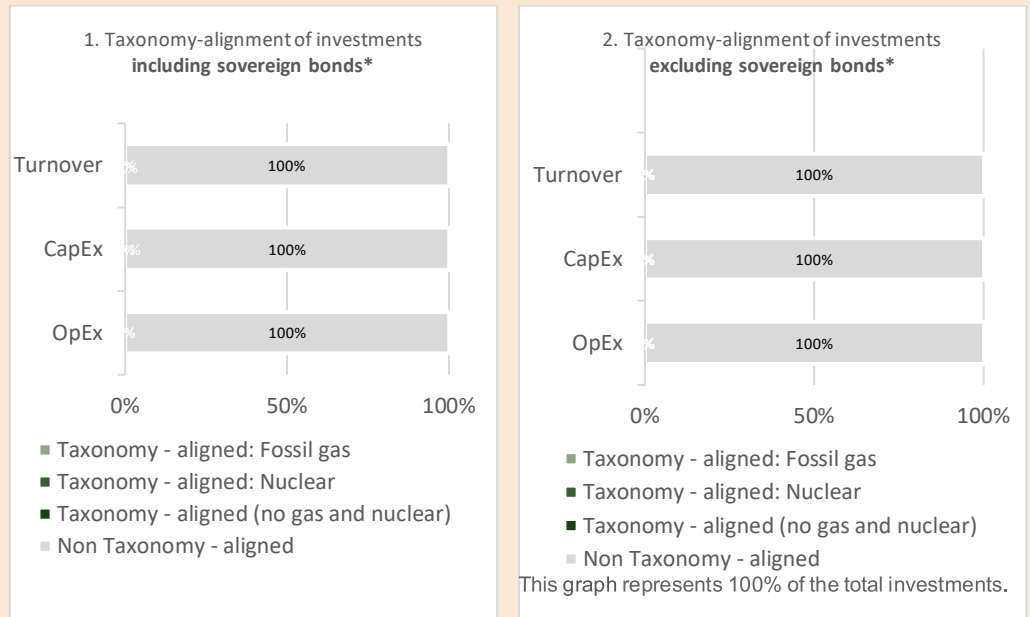 1. Taxonomy-alignment of investments
including sovereign bonds*
Turnover
100%
CapEx
100%
OpEx
100%
0% 50% 100%
Taxonomy - aligned: Fossil gas
Taxonomy - aligned: Nuclear
Taxonomy - aligned (no gas and nuclear)
Non Taxonomy - aligned
2. Taxonomy-alignment of investments
excluding sovereign bonds*
Turnover
100%
CapEx
100%
OpEx
100%
0% 50% 100%
Taxonomy - aligned: Fossil gas
Taxonomy - aligned: Nuclear
Taxonomy - aligned (no gas and nuclear)
Non Taxonomy - aligned
This graph represents 100% of the total investments.